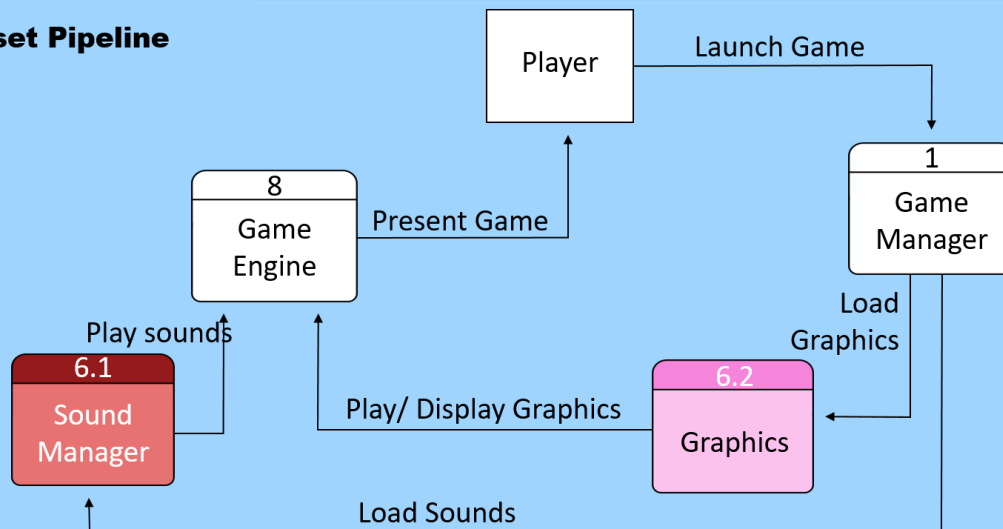 set Pipeline
Player
Launch Game
1
Game
Manager
8
Game
Engine
Present Game
Load
Graphics
Play sounds
6.1
Sound
Manager
Play/ Display Graphics
6.2
Graphics
Load Sounds